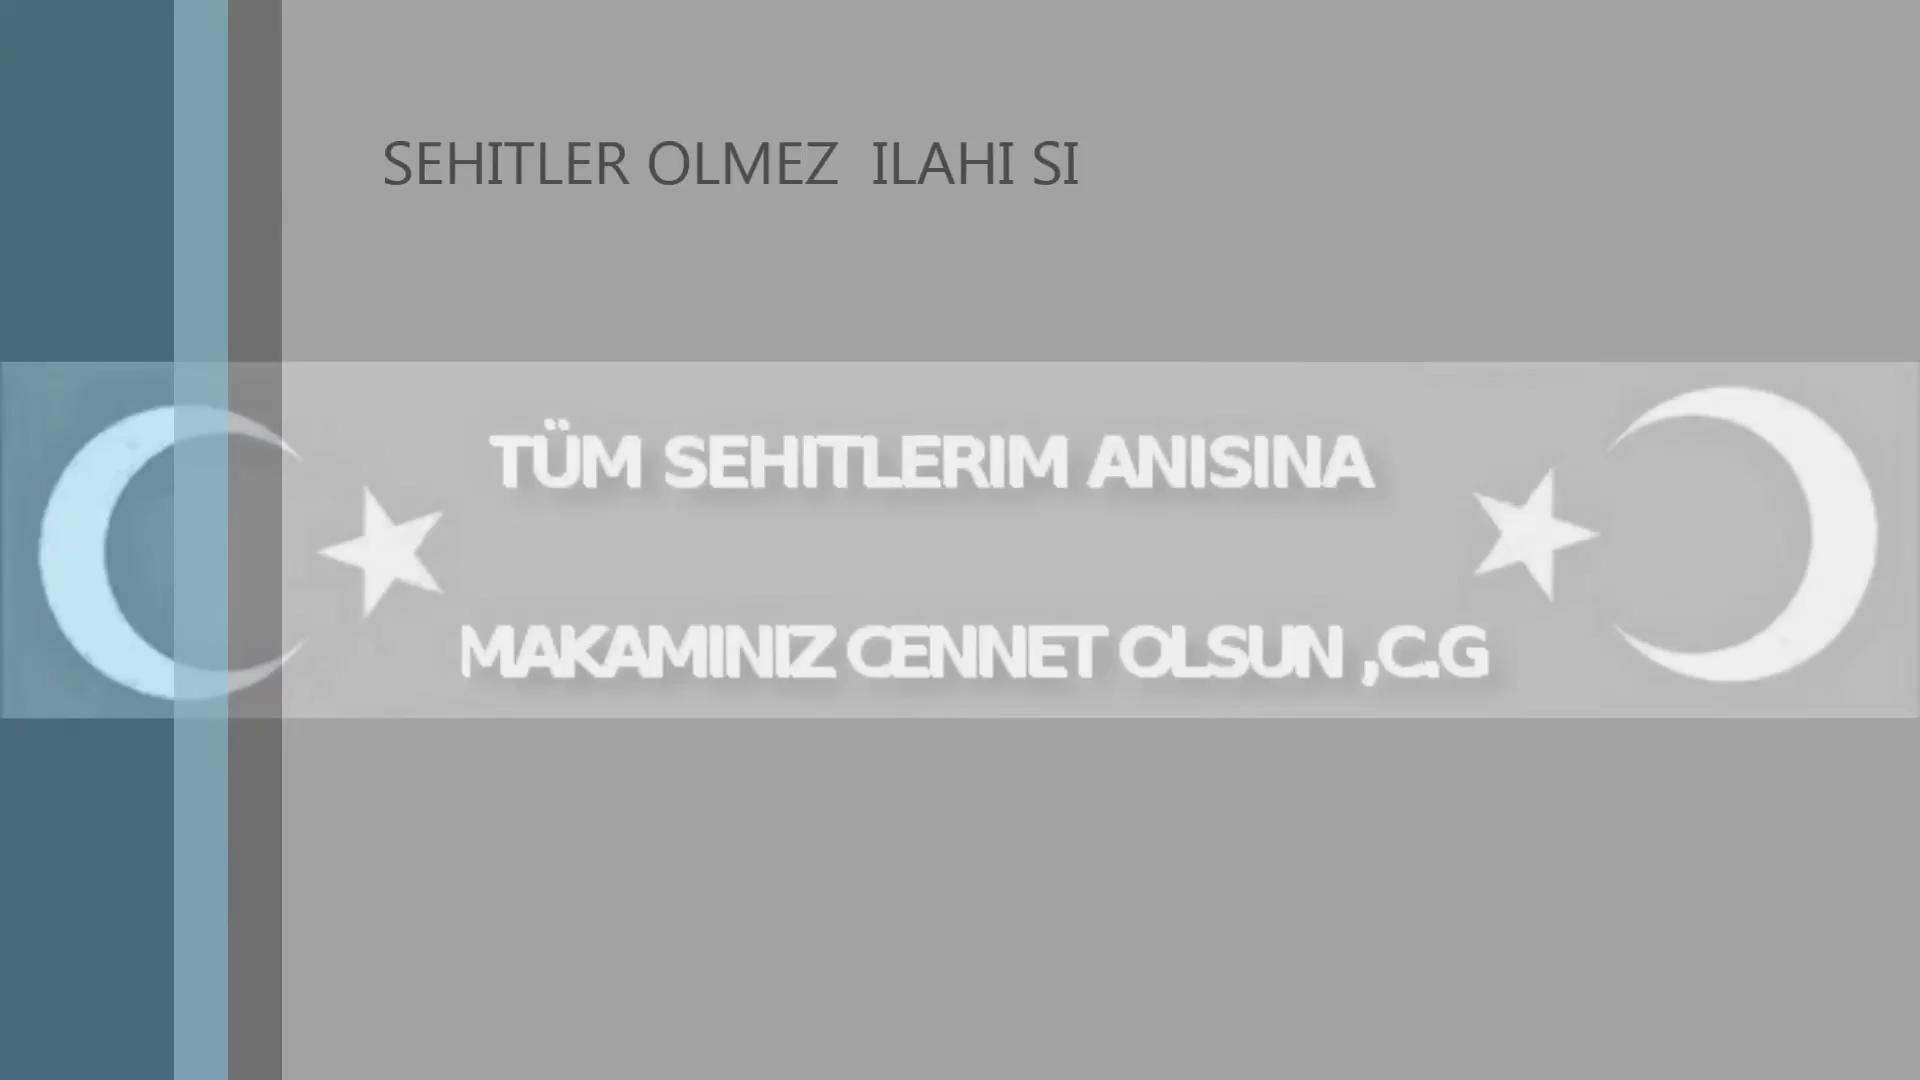 SEHITLER OLMEZ ILAHI SI
TÜM SEHITLERIM ANISINA
MAKAMINIZ CENNET OLSUN ,C.G